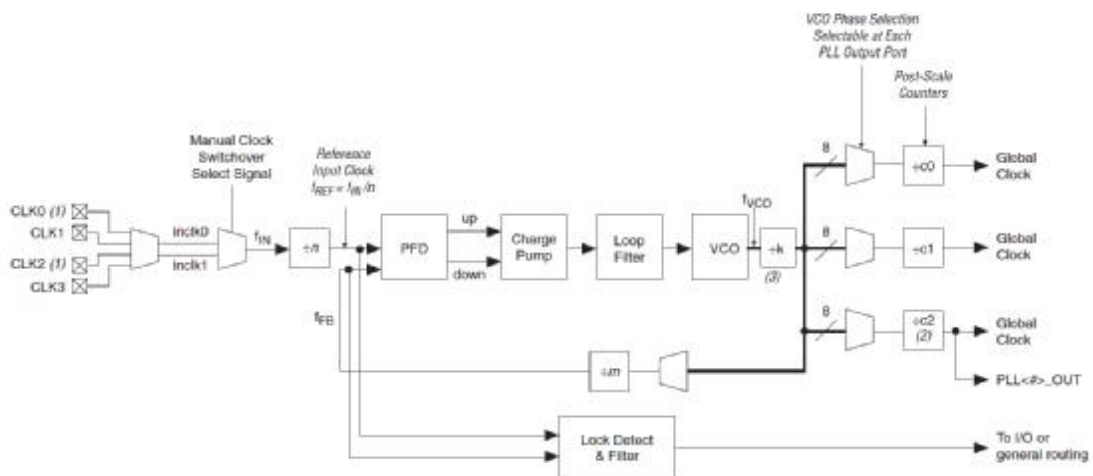 VCO Phase Selection
Selectable at Each
PLL Output Port
Post-Scale
Counters
Manual Clock
Switchover
Select Signal
Reference
Input Clock
fREF = fIN /n
CLK0 (1)
CLK1
CLK2 (1)
CLK3
inclk0
inclk1
fIN
÷n
PFD
up
down
Charge
Pump
Loop
Filter
VCO
fVCO
÷k
(3)
8
÷c0
Global
Clock
8
÷c1
Global
Clock
8
÷c2
(2)
Global
Clock
PLL<#>_OUT
fFB
÷m
Lock Detect
& Filter
To I/O or
general routing